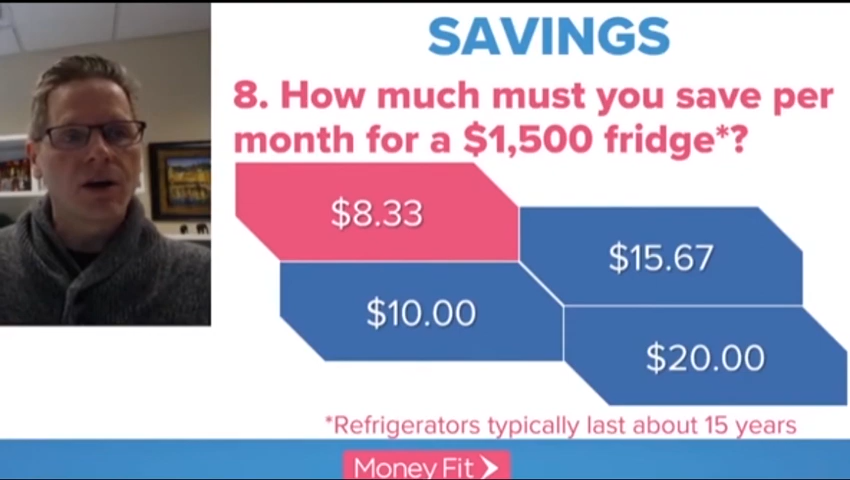 SAVINGS
8. How much must you save per
month for a $1,500 fridge*?
$8.33
$15.67
$10.00
$20.00
*Refrigerators typically last about 15 years
Money Fit